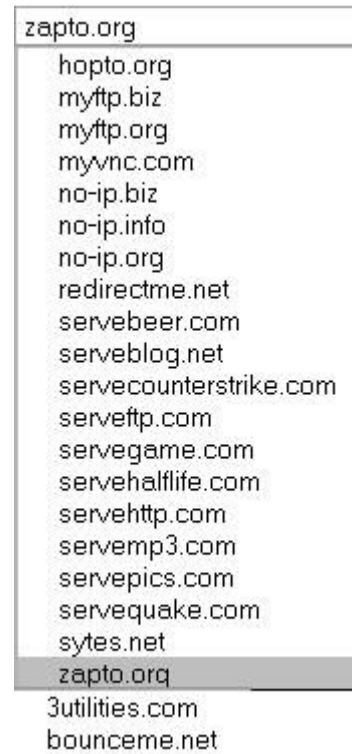 zapto.org
hopto.org
myftp.biz
myftp.org
myvnc.com
no-ip.biz
no-ip.info
no-ip.org
redirectme.net
servebeer.com
serveblog.net
servecounterstrike.com
serveftp.com
servegame.com
servehalflife.com
servehttp.com
servemp3.com
servepics.com
servequake.com
sytes.net
zapto.org
3utilities.com
bounceme.net